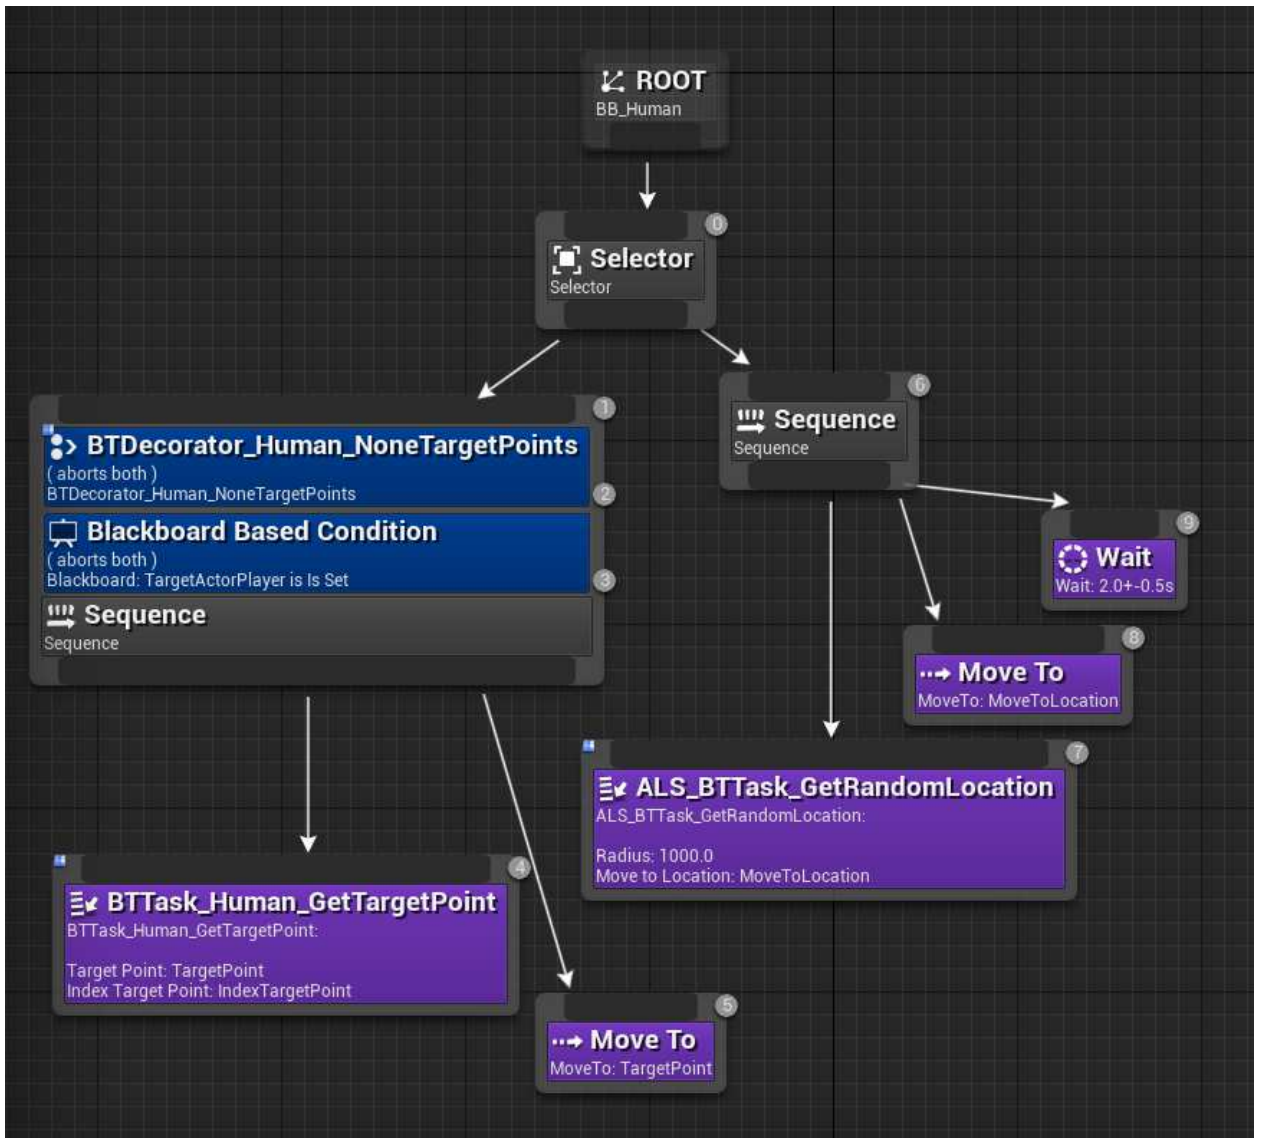 ROOT
BB_Human
0
Selector
Selector
1
BTDecorator_Human_NoneTargetPoints
( aborts both )
BTDecorator_Human_NoneTargetPoints
2
Blackboard Based Condition
( aborts both )
Blackboard: TargetActorPlayer is Is Set
3
Sequence
Sequence
6
Sequence
Sequence
9
Wait
Wait: 2.0+-0.5s
8
Move To
MoveTo: MoveToLocation
7
ALS_BTTask_GetRandomLocation
ALS_BTTask_GetRandomLocation:
Radius: 1000.0
Move to Location: MoveToLocation
4
BTTask_Human_GetTargetPoint
BTTask_Human_GetTargetPoint:
Target Point: TargetPoint
Index Target Point: IndexTargetPoint
5
Move To
MoveTo: TargetPoint